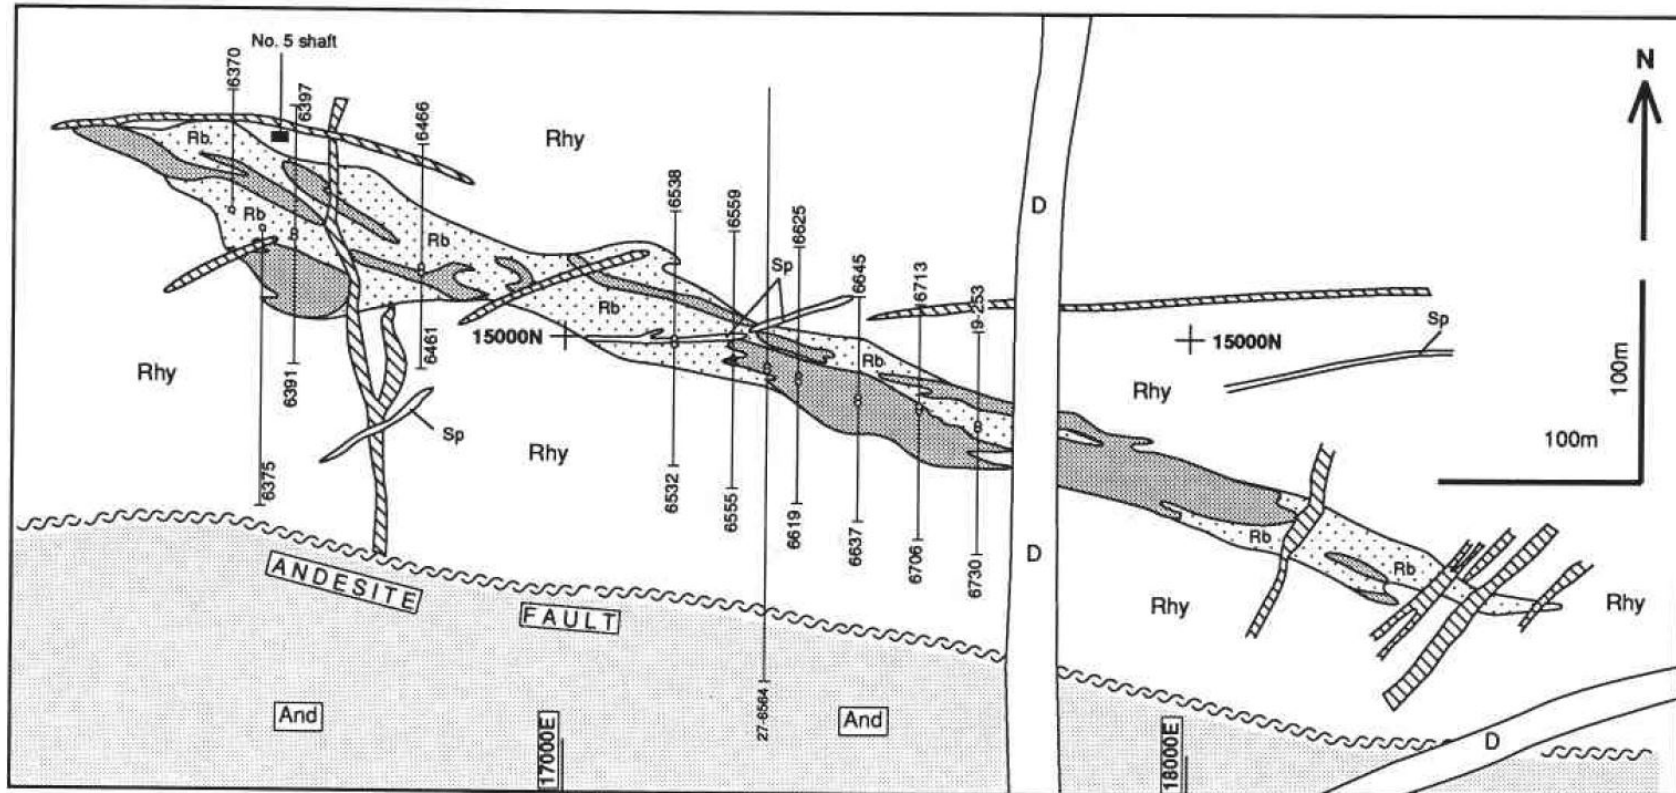 No. 5 shaft
6370
6397
6466
Rhy
N
Rb
Rb
Rb
6538
6559
6625
6645
6713
9-253
D
Sp
15000N
15000N
Sp
Rb
Rb
Rhy
6391
6461
Rhy
100m
100m
Rhy
Sp
6375
6532
6555
6619
6637
6706
6730
D
Rb
Rb
Rhy
Rhy
ANDESITE
FAULT
And
17000E
27-6564
And
18000E
D